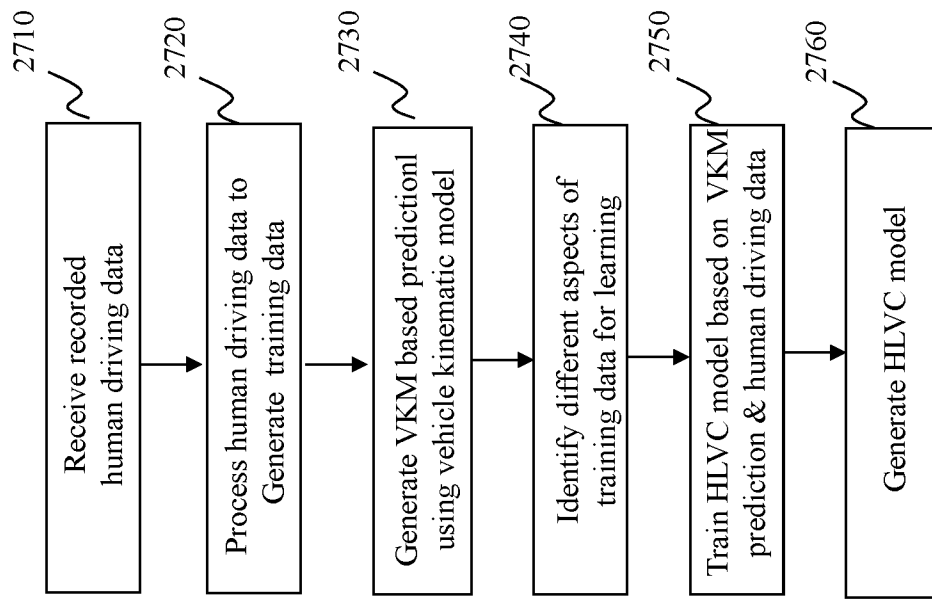 2710
Receive recorded
human driving data
2720
Process human driving data to
Generate training data
2730
Generate VKM based predictionl
using vehicle kinematic model
2740
Identify different aspects of
training data for learning
2750
Train HLVC model based on VKM
prediction & human driving data
2760
Generate HLVC model